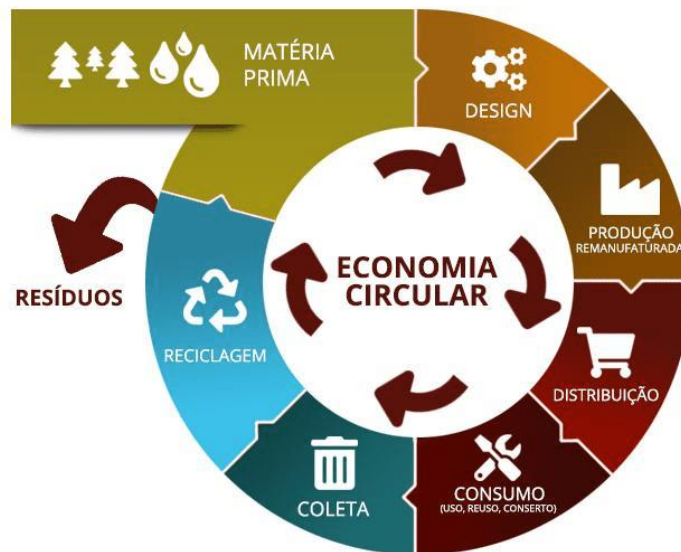 MATÉRIA
PRIMA
DESIGN
PRODUÇÃO
REMANUFATURADA
DISTRIBUIÇÃO
CONSUMO
(USO, REUSO, CONSERTO)
COLETA
RECICLAGEM
RESÍDUOS
ECONOMIA
CIRCULAR